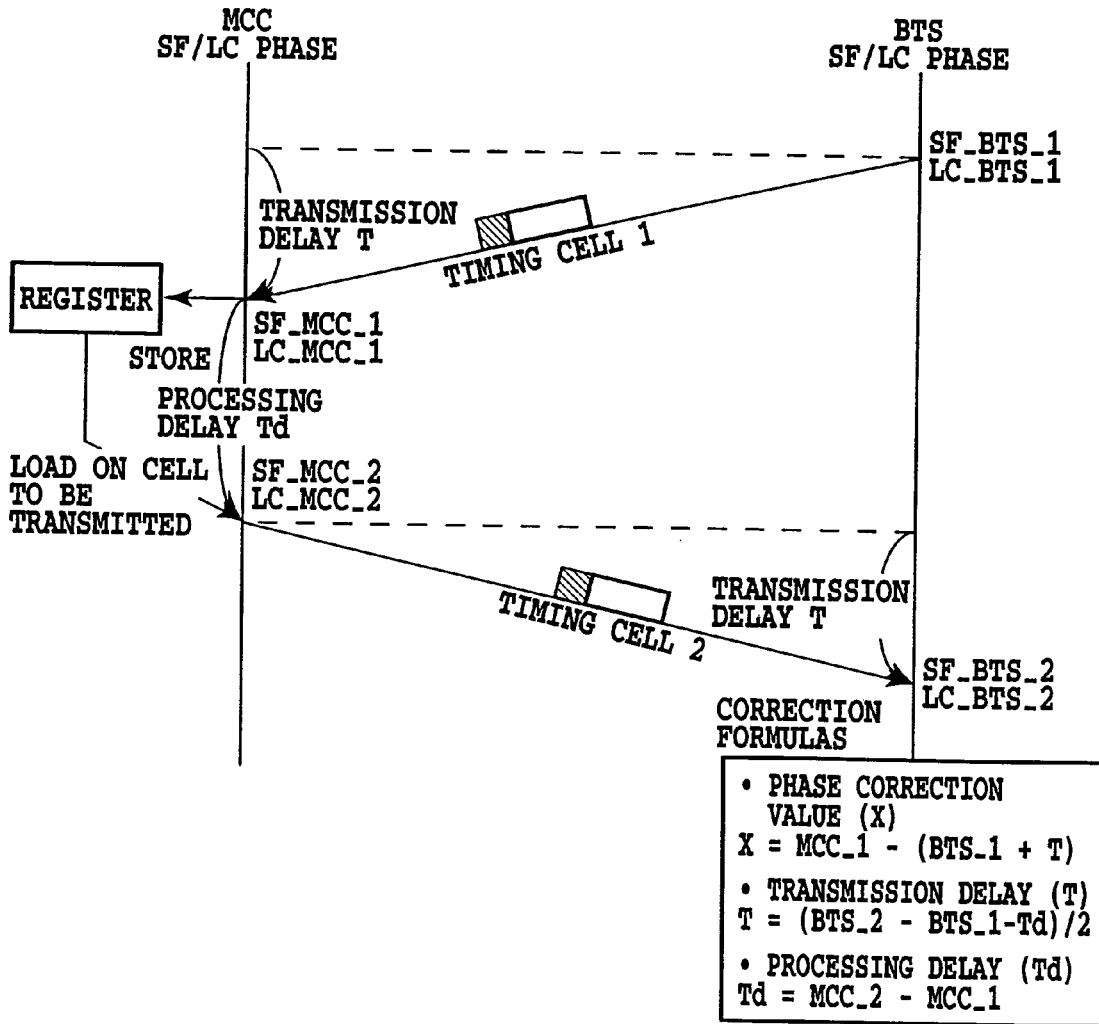 MCC
SF/LC PHASE
BTS
SF/LC PHASE
SF_BTS_1
LC_BTS_1
TRANSMISSION
DELAY T
TIMING CELL 1
REGISTER
SF_MCC_1
LC_MCC_1
STORE
PROCESSING
DELAY Td
LOAD ON CELL
TO BE
TRANSMITTED
SF_MCC_2
LC_MCC_2
TIMING CELL 2
TRANSMISSION
DELAY T
SF_BTS_2
LC_BTS_2
CORRECTION
FORMULAS
• PHASE CORRECTION
VALUE (X)
X = MCC_1 - (BTS_1 + T)
• TRANSMISSION DELAY (T)
T = (BTS_2 - BTS_1-Td)/2
• PROCESSING DELAY (Td)
Td = MCC_2 - MCC_1